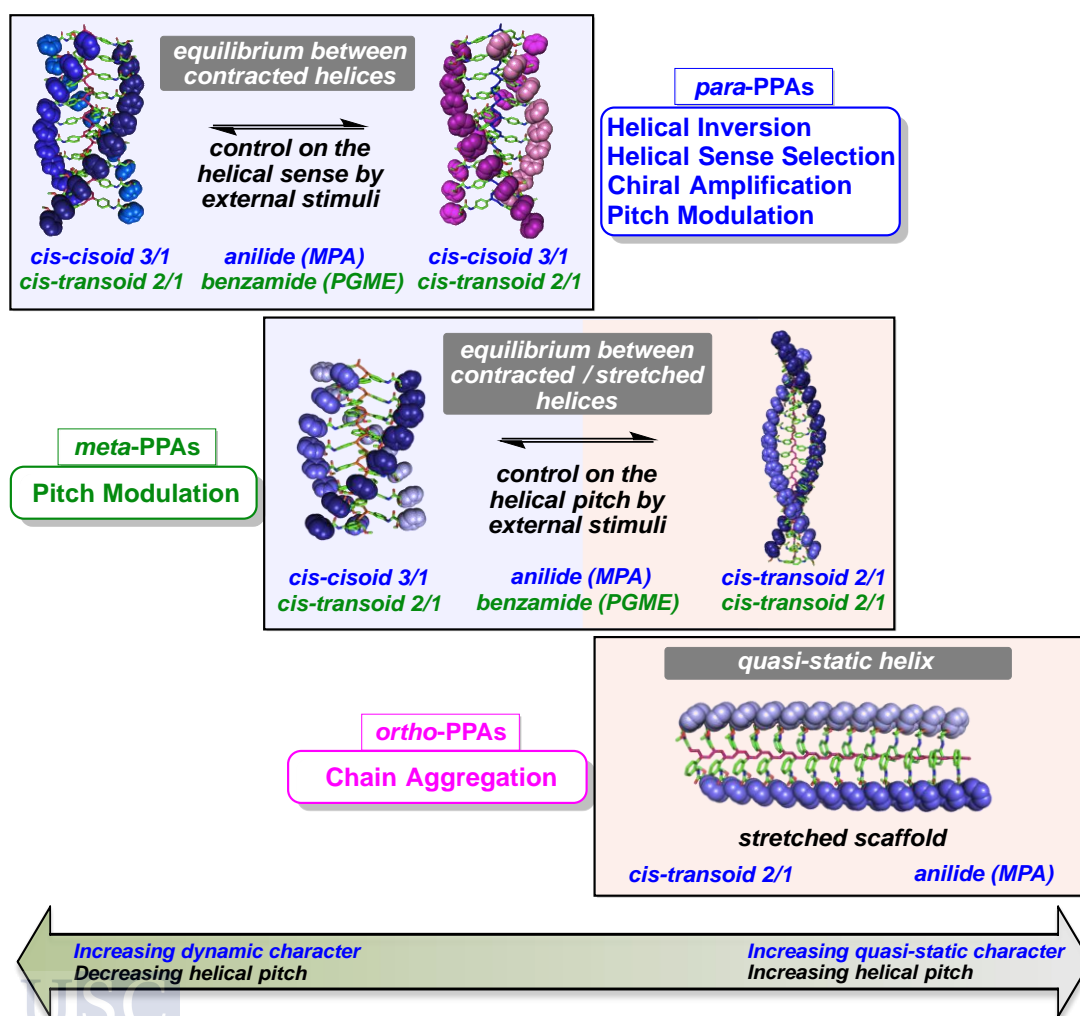 equilibrium between
contracted helices
control on the
helical sense by
external stimuli
cis-cisoid 3/1 anilide (MPA) cis-cisoid 3/1
cis-transoid 2/1 benzamide (PGME) cis-transoid 2/1
para-PPAs
Helical Inversion
Helical Sense Selection
Chiral Amplification
Pitch Modulation
meta-PPAs
Pitch Modulation
equilibrium between
contracted / stretched
helices
control on the
helical pitch by
external stimuli
cis-cisoid 3/1 anilide (MPA) cis-transoid 2/1
cis-transoid 2/1 benzamide (PGME) cis-transoid 2/1
ortho-PPAs
Chain Aggregation
quasi-static helix
stretched scaffold
cis-transoid 2/1 anilide (MPA)
Increasing dynamic character
Decreasing helical pitch
Increasing quasi-static character
Increasing helical pitch
USC